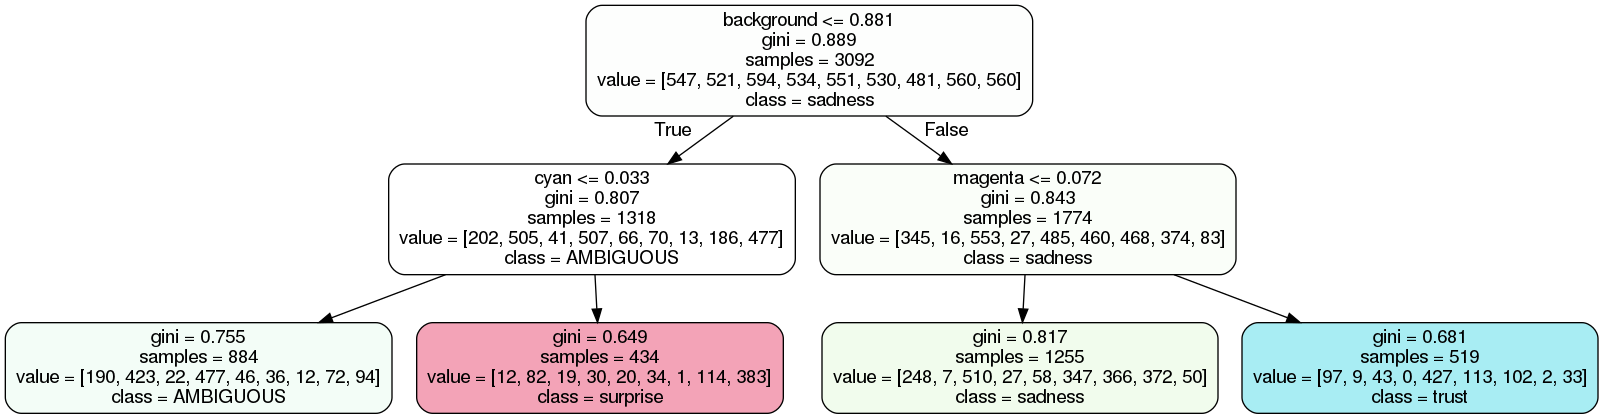 background <= 0.881
gini = 0.889
samples = 3092
value = [547, 521, 594, 534, 551, 530, 481, 560, 560]
class = sadness
True
False
cyan <= 0.033
gini = 0.807
samples = 1318
value = [202, 505, 41, 507, 66, 70, 13, 186, 477]
class = AMBIGUOUS
magenta <= 0.072
gini = 0.843
samples = 1774
value = [345, 16, 553, 27, 485, 460, 468, 374, 83]
class = sadness
gini = 0.755
samples = 884
value = [190, 423, 22, 477, 46, 36, 12, 72, 94]
class = AMBIGUOUS
gini = 0.649
samples = 434
value = [12, 82, 19, 30, 20, 34, 1, 114, 383]
class = surprise
gini = 0.817
samples = 1255
value = [248, 7, 510, 27, 58, 347, 366, 372, 50]
class = sadness
gini = 0.681
samples = 519
value = [97, 9, 43, 0, 427, 113, 102, 2, 33]
class = trust